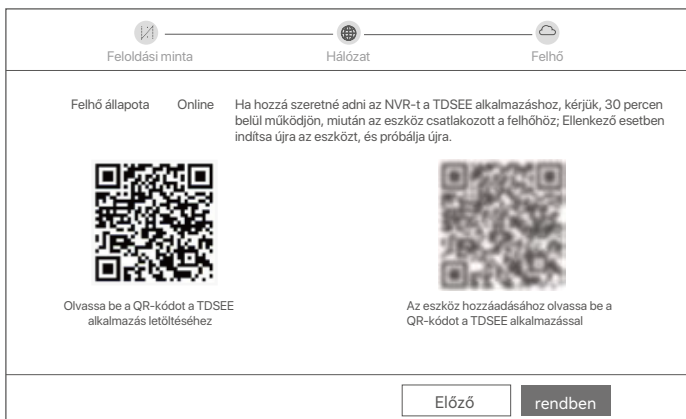 Feloldási minta
Hálózat
Felhő
Felhő állapota
Online
Ha hozzá szeretné adni az NVR-t a TDSEE alkalmazáshoz, kérjük, 30 percen
belül működjön, miután az eszköz csatlakozott a felhőhöz; Ellenkező esetben
indítsa újra az eszközt, és próbálja újra.
Olvassa be a QR-kódot a TDSEE
alkalmazás letöltéséhez
Az eszköz hozzáadásához olvassa be a
QR-kódot a TDSEE alkalmazással
Előző
rendben